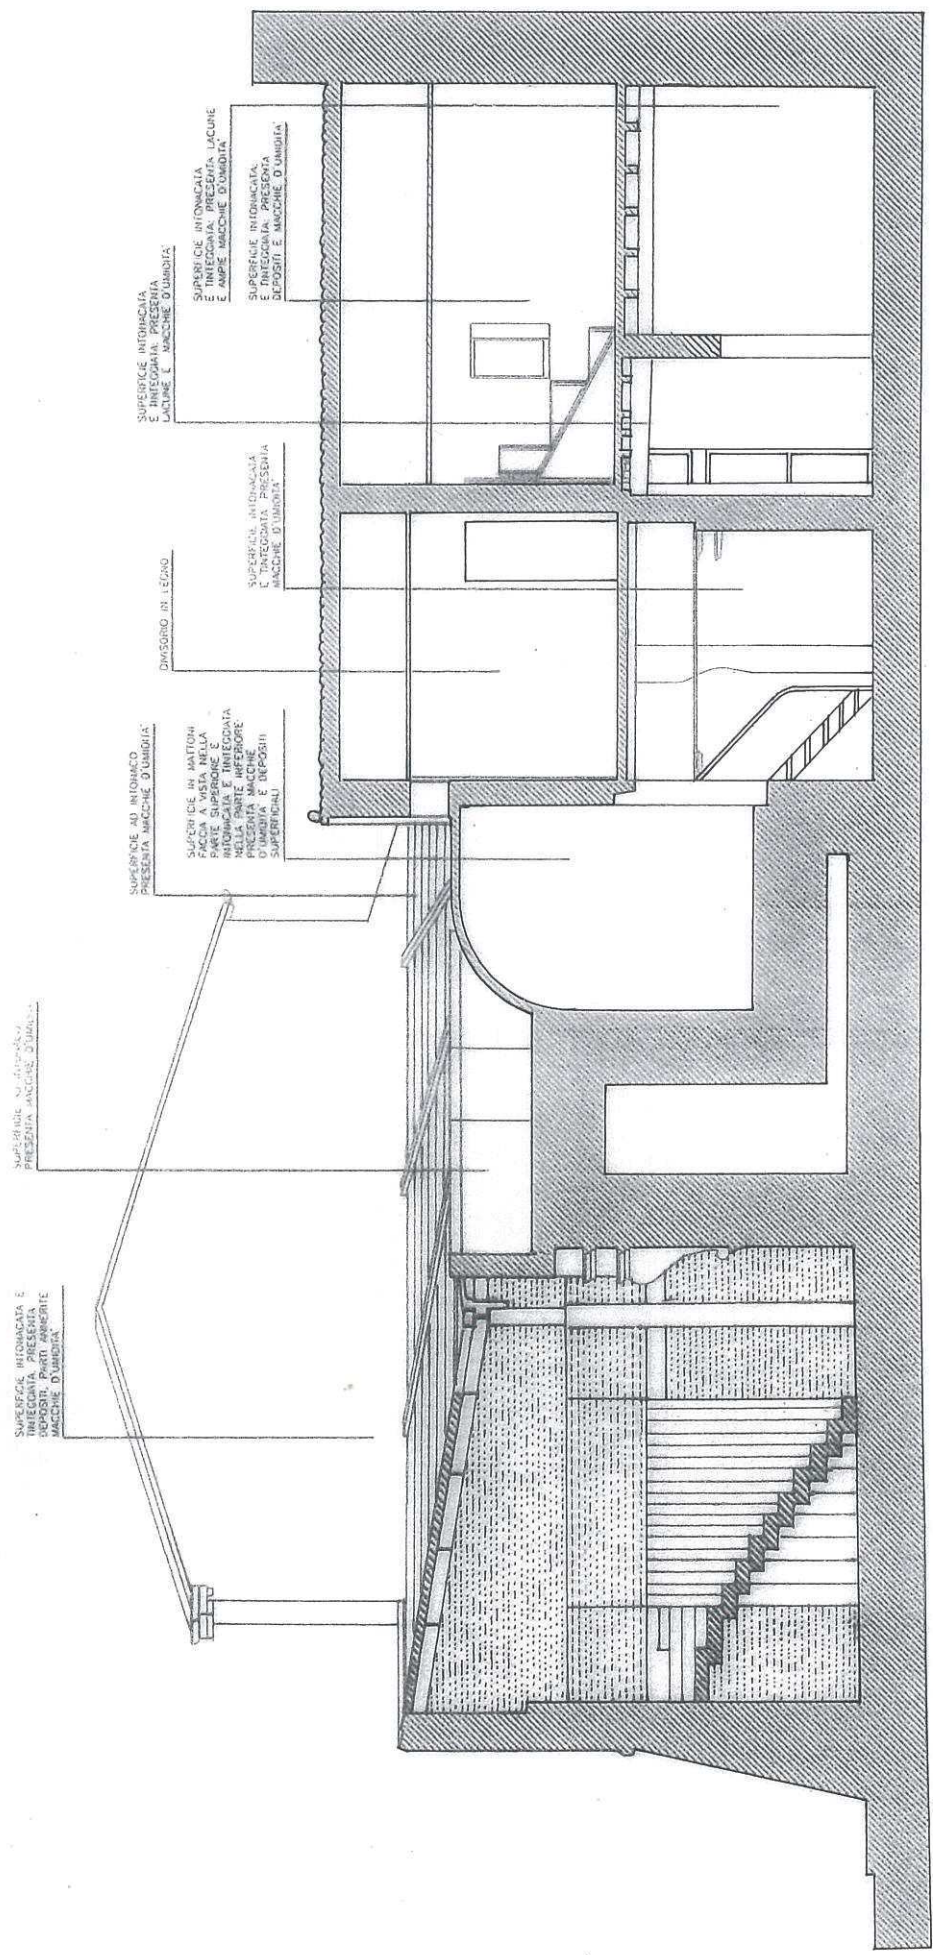 SUPERFICIE INTONACATA E
TINTEGGIATA, PRESENTA
DEPOSITI, PARTI ANNERITE
MACCHIE D'UMIDITA'
SUPERFICIE
PRESENTA MACCHIE
SUPERFICIE AD INTONACO
PRESENTA MACCHIE D'UMIDITA'
SUPERFICIE IN MATTONI
FACCIA A VISTA NELLA
PARTE SUPERIORE E
INTONACATA E TINTEGGIATA
NELLA PARTE INFERIORE
PRESENTA MACCHIE
D'UMIDITA' E DEPOSITI
SUPERFICIALI
DIVISORIO IN LEGNO
SUPERFICIE INTONACATA
E TINTEGGIATA PRESENTA
MACCHIE D'UMIDITA'
SUPERFICIE INTONACATA
E TINTEGGIATA; PRESENTA
LACUNE E MACCHIE D'UMIDITA'
SUPERFICIE INTONACATA
E TINTEGGIATA; PRESENTA LACUNE
E AMPIE MACCHIE D'UMIDITA'
SUPERFICIE INTONACATA;
E TINTEGGIATA; PRESENTA
DEPOSITI E MACCHIE D'UMIDITA'